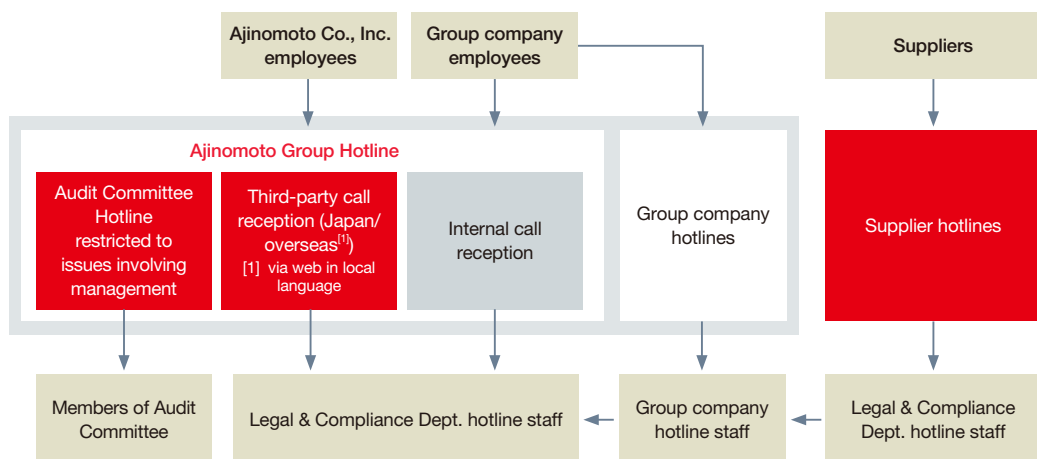 Ajinomoto Co., Inc.
employees
Group company
employees
Suppliers
Ajinomoto Group Hotline
Audit Committee
Hotline
restricted to
issues involving
management
Third-party call
reception (Japan/
overseas[1])
[1] via web in local
language
Internal call
reception
Group company
hotlines
Supplier hotlines
Members of Audit
Committee
Legal & Compliance Dept. hotline staff
Group company
hotline staff
Legal & Compliance
Dept. hotline staff